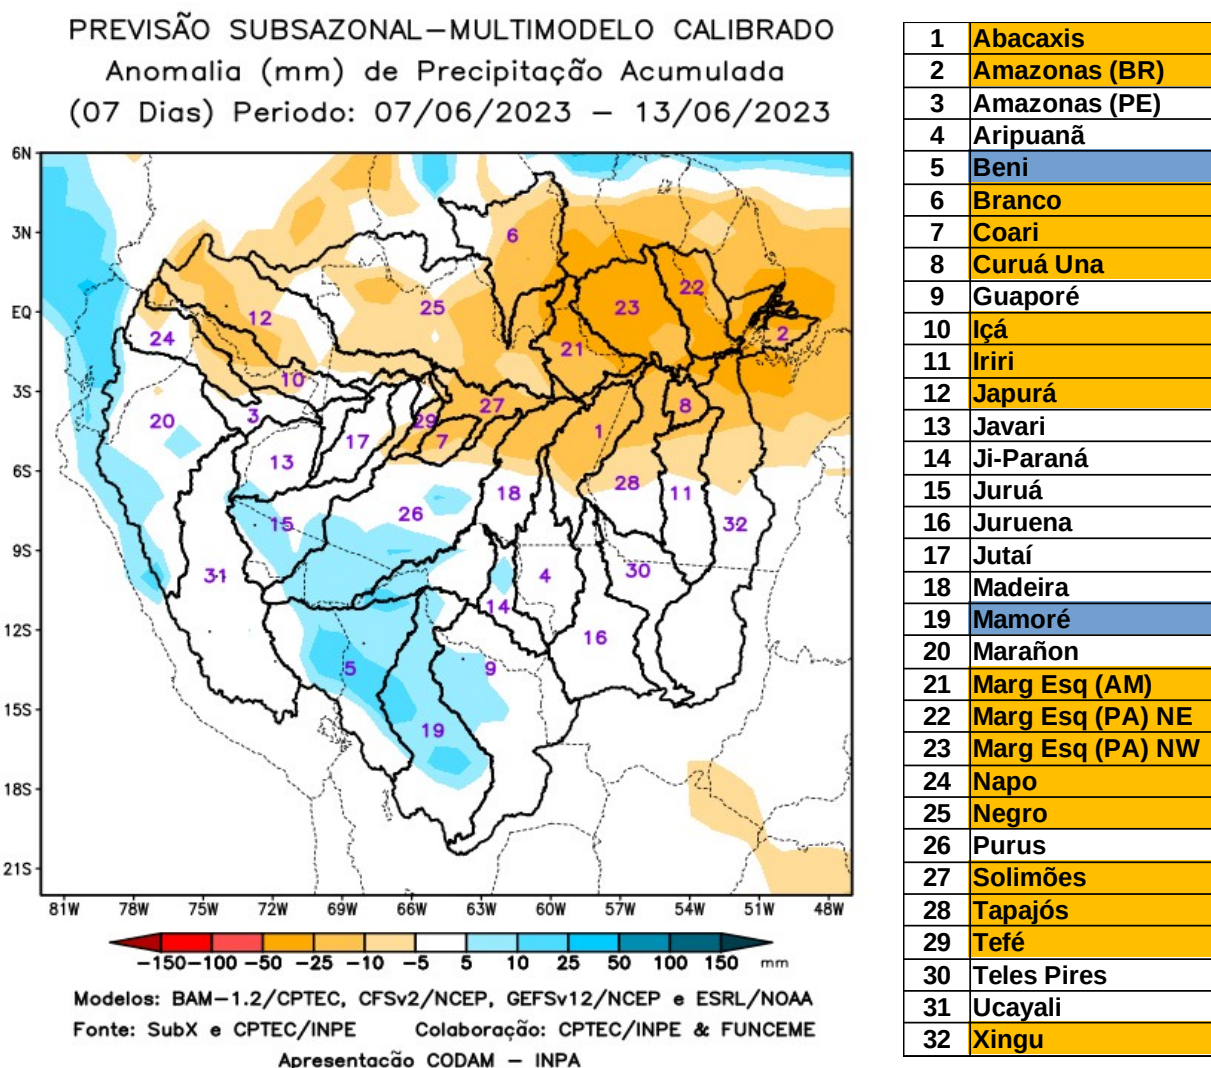 PREVISÃO SUBSAZONAL–MULTIMODELO CALIBRADO
Anomalia (mm) de Precipitação Acumulada
(07 Dias) Periodo: 07/06/2023 – 13/06/2023
6N
3N
EQ
3S
6S
9S
12S
15S
18S
21S
81W 78W 75W 72W 69W 66W 63W 60W 57W 54W 51W 48W
6
22
25
23
12
2
24
21
10
27
8
3
20
29
1
17
7
13
28
18
11
26
15
32
31
4
30
14
16
5
9
19
−150 −100 −50 −25 −10 −5 5 10 25 50 100 150 mm
Modelos: BAM−1.2/CPTEC, CFSv2/NCEP, GEFSv12/NCEP e ESRL/NOAA
Fonte: SubX e CPTEC/INPE Colaboração: CPTEC/INPE & FUNCEME
Apresentação CODAM − INPA
1 Abacaxis
2 Amazonas (BR)
3 Amazonas (PE)
4 Aripuanã
5 Beni
6 Branco
7 Coari
8 Curuá Una
9 Guaporé
10 Içá
11 Iriri
12 Japurá
13 Javari
14 Ji-Paraná
15 Juruá
16 Juruena
17 Jutaí
18 Madeira
19 Mamoré
20 Marañon
21 Marg Esq (AM)
22 Marg Esq (PA) NE
23 Marg Esq (PA) NW
24 Napo
25 Negro
26 Purus
27 Solimões
28 Tapajós
29 Tefé
30 Teles Pires
31 Ucayali
32 Xingu